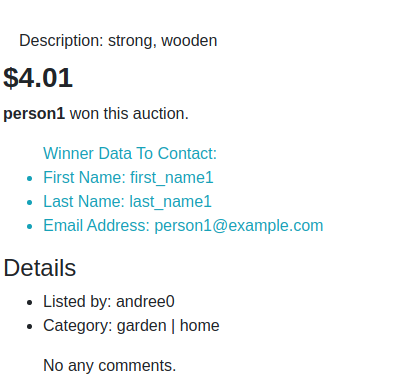 Description: strong, wooden
$4.01
person1 won this auction.
Winner Data To Contact:
First Name: first_name1
Last Name: last_name1
Email Address: person1@example.com
Details
Listed by: andree0
Category: garden | home
No any comments.